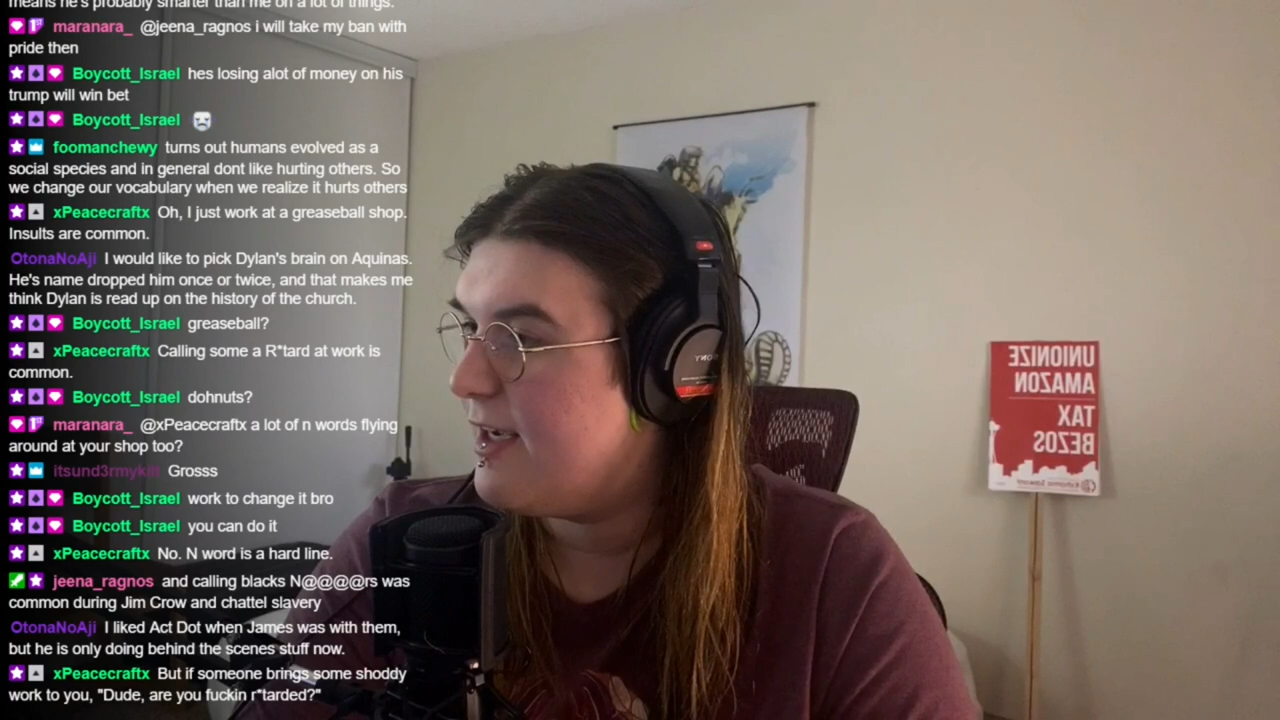 means he's probably smarter than me on a lot of things.
maranara_ @jeena_ragnos i will take my ban with
pride then
Boycott_Israel hes losing alot of money on his
trump will win bet
Boycott_Israel
foomanchewy turns out humans evolved as a
social species and in general dont like hurting others. So
we change our vocabulary when we realize it hurts others
xPeacecraftx Oh, I just work at a greaseball shop.
Insults are common.
OtonaNoAji I would like to pick Dylan's brain on Aquinas.
He's name dropped him once or twice, and that makes me
think Dylan is read up on the history of the church.
Boycott_Israel greaseball?
xPeacecraftx Calling some a R*tard at work is
common.
Boycott_Israel dohnuts?
maranara_ @xPeacecraftx a lot of n words flying
around at your shop too?
Grosss
Boycott_Israel work to change it bro
Boycott_Israel you can do it
xPeacecraftx No. N word is a hard line.
jeena_ragnos and calling blacks N@@@@rs was
common during Jim Crow and chattel slavery
OtonaNoAji I liked Act Dot when James was with them,
but he is only doing behind the scenes stuff now.
xPeacecraftx But if someone brings some shoddy
work to you, "Dude, are you fuckin r*tarded?"
SONY
UNIONIZE
AMAZON
TAX
BEZOS